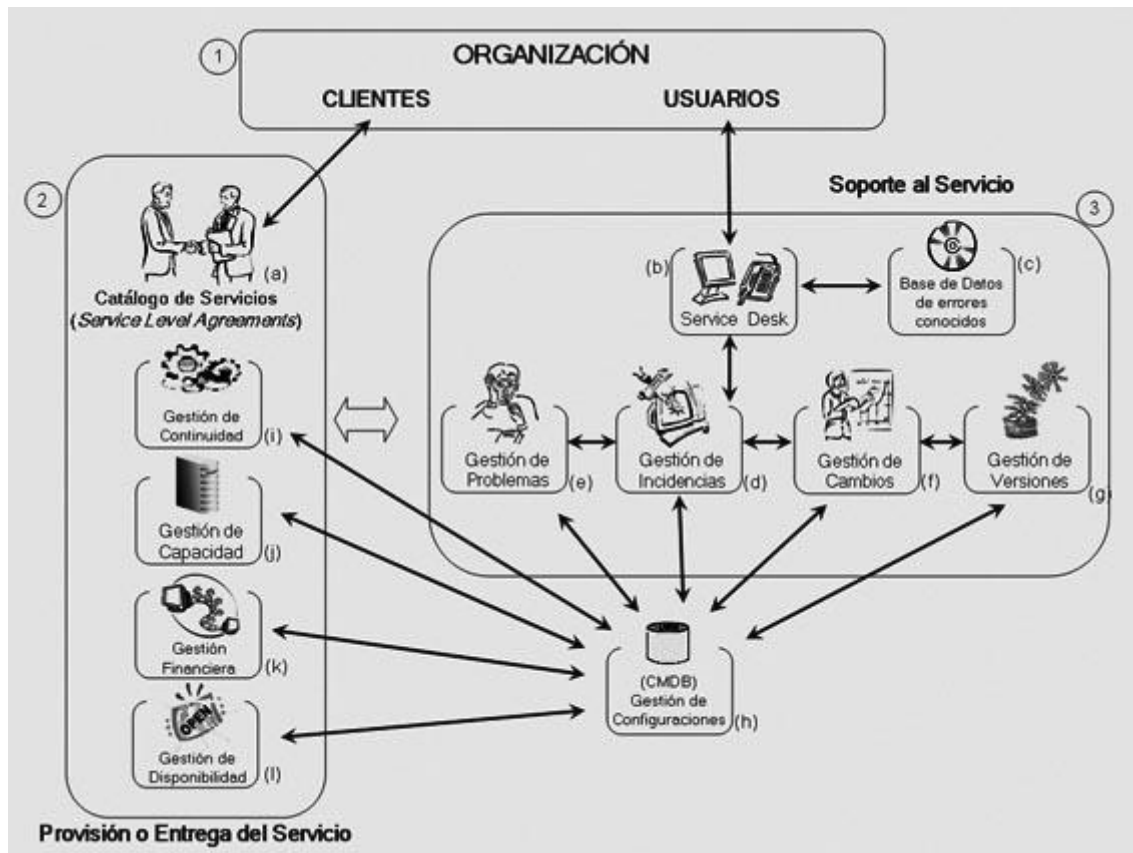 1
ORGANIZACIÓN
CLIENTES
USUARIOS
2
(a)
Catálogo de Servicios
(Service Level Agreements)
Gestión de
Continuidad
(i)
Gestión de
Capacidad
(j)
Gestión
Financiera
(k)
OPEN
Gestión de
Disponibilidad
(l)
Provisión o Entrega del Servicio
Soporte al Servicio
3
(b)
Service Desk
(c)
Base de Datos
de errores
conocidos
Gestión de
Problemas
(e)
Gestión de
Incidencias
(d)
Gestión de
Cambios
(f)
Gestión de
Versiones
(g)
(CMDB)
Gestión de
Configuraciones
(h)